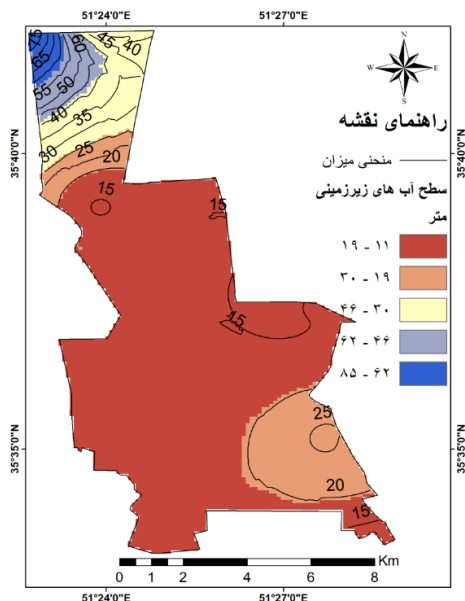 51°24'0"E 51°27'0"E
75
65
60
45
40
50
55
40
35
30
25
20
15
15
15
25
20
15
N
W E
S
35°40'0"N
35°40'0"N
راهنمای نقشه
منحنی میزان
سطح آب های زیرزمینی
متر
۱۹ - ۱۱
۳۰ - ۱۹
۴۶ - ۳۰
۶۲ - ۴۶
۸۵ - ۶۲
35°35'0"N
35°35'0"N
Km
0 1 2 4 6 8
51°24'0"E 51°27'0"E